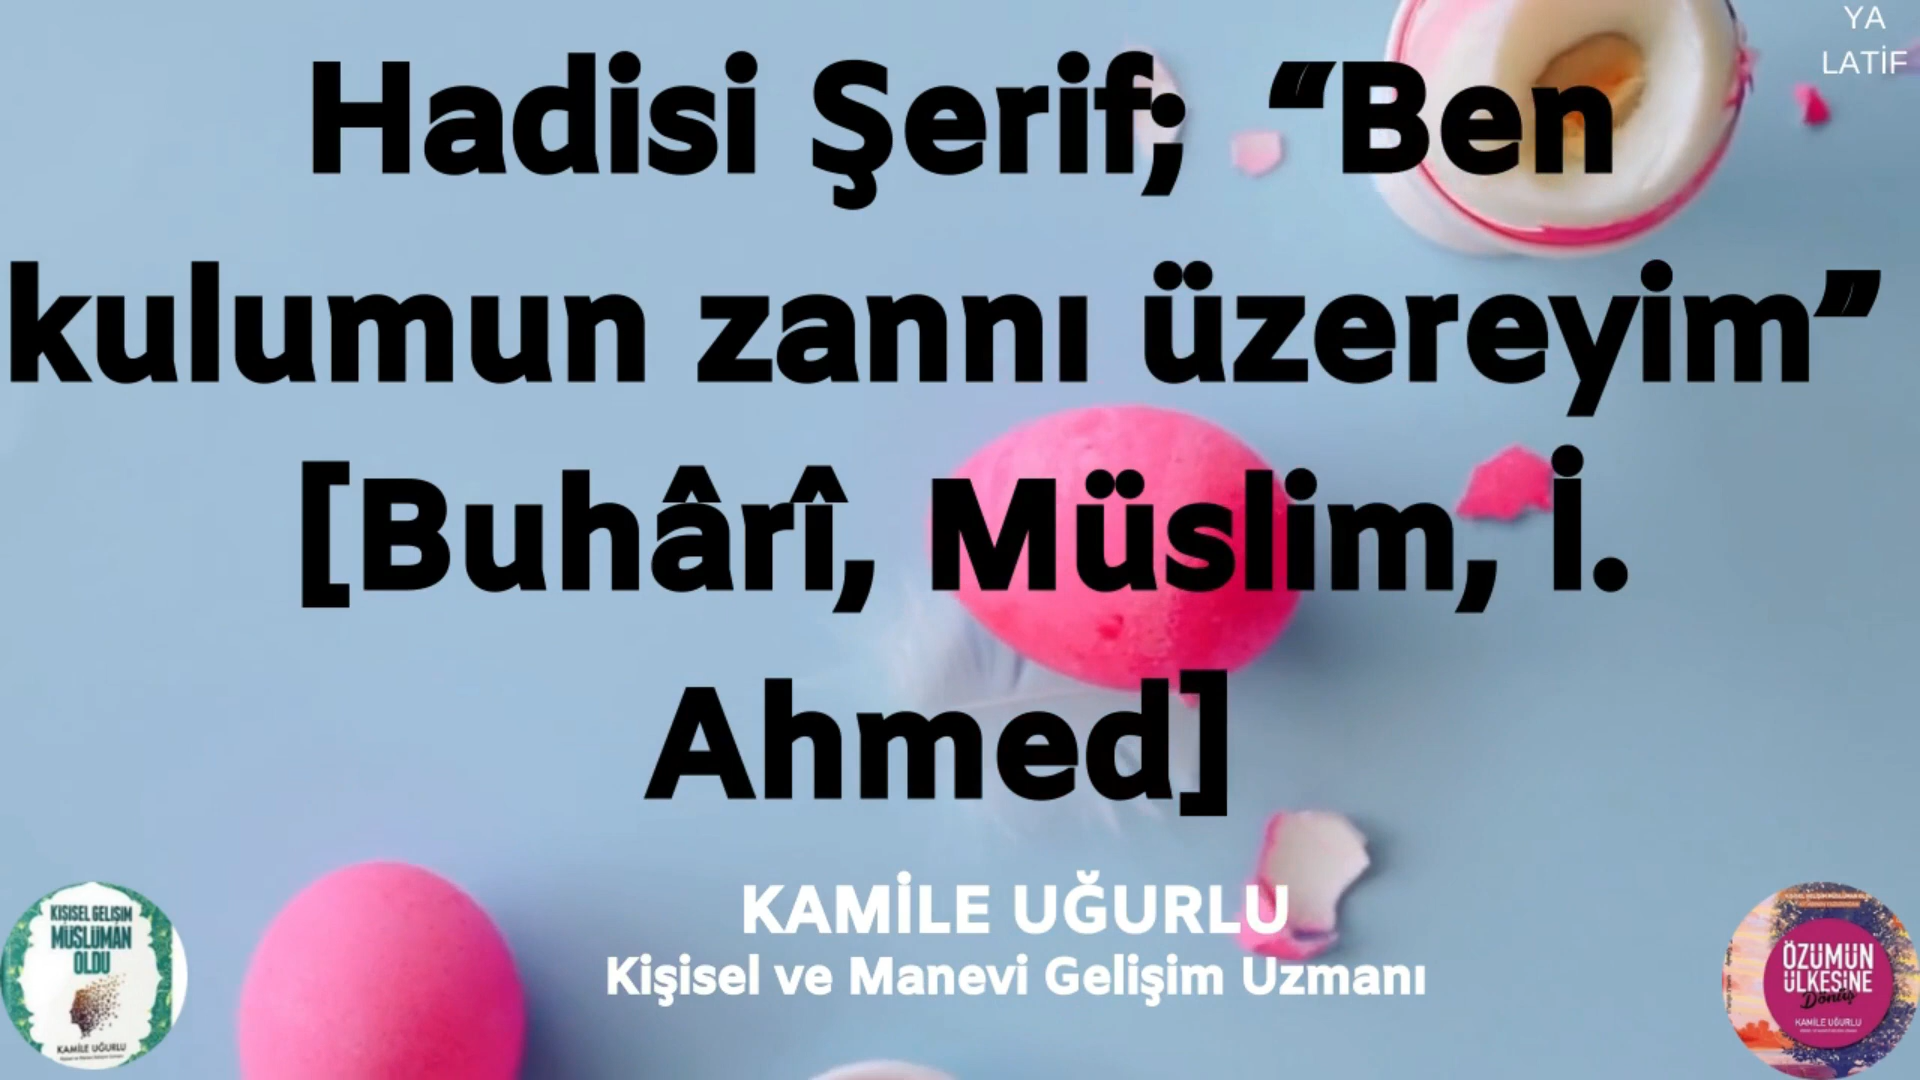 YA
LATİF
Hadisi Şerif; “Ben
kulumun zannı üzereyim”
[Buhârî, Müslim, İ.
Ahmed]
KAMİLE UĞURLU
Kişisel ve Manevi Gelişim Uzmanı
KİŞİSEL GELİŞİM
MÜSLÜMAN
OLDU
KAMİLE UĞURLU
ÖZÜMÜN
ÜLKESİNE
Dönüş
KAMİLE UĞURLU